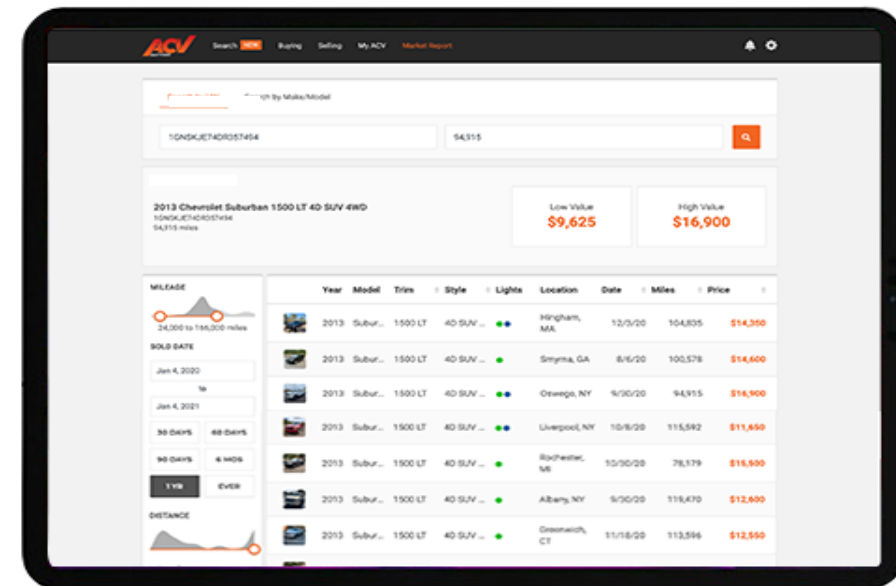 ACV Search NEW Buying Selling My ACV Market Report
by Make/Model
94,915
2013 Chevrolet Suburban 1500 LT 4D SUV 4WD
94,915 miles
Low Value
$9,625
High Value
$16,900
MILEAGE
24,000 to 166,000 miles
SOLD DATE
Jan 4, 2020
to
Jan 4, 2021
30 DAYS 60 DAYS
90 DAYS 6 MOS
1 YR EVER
DISTANCE
Year Model Trim Style Lights Location Date Miles Price
2013 Subur... 1500 LT 4D SUV ... Hingham, MA 12/3/20 104,835 $14,350
2013 Subur... 1500 LT 4D SUV ... Smyrna, GA 8/6/20 100,578 $14,600
2013 Subur... 1500 LT 4D SUV ... Oswego, NY 9/30/20 94,915 $16,900
2013 Subur... 1500 LT 4D SUV ... Liverpool, NY 10/8/20 115,592 $11,650
2013 Subur... 1500 LT 4D SUV ... Rochester, 10/30/20 78,179 $15,500
2013 Subur... 1500 LT 4D SUV ... Albany, NY 9/30/20 119,470 $12,600
2013 Subur... 1500 LT 4D SUV ... Greenwich, CT 11/18/20 113,596 $12,550